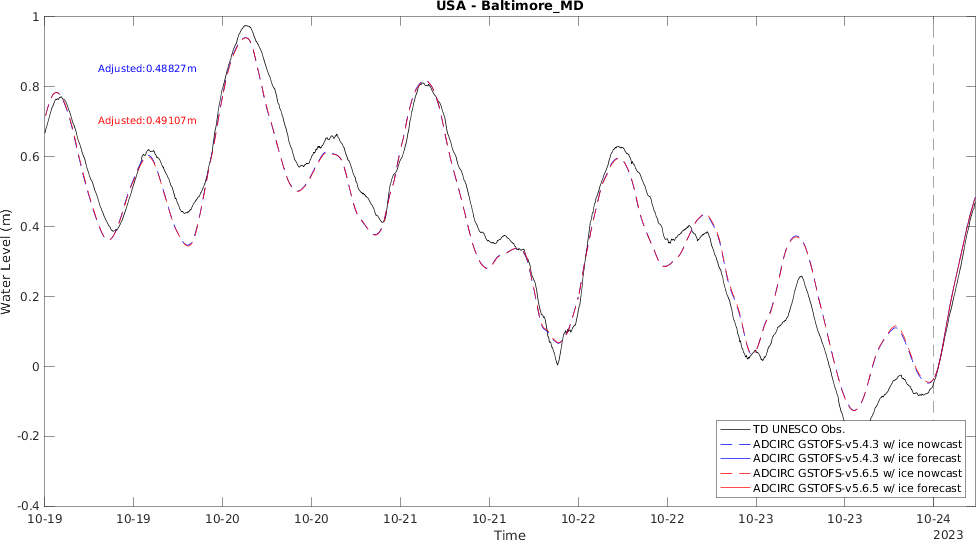 USA - Baltimore_MD
1
Adjusted:0.48827m
0.8
Adjusted:0.49107m
0.6
0.4
Water Level (m)
0.2
0
-0.2
-0.4
TD UNESCO Obs.
ADCIRC GSTOFS-v5.4.3 w/ ice nowcast
ADCIRC GSTOFS-v5.4.3 w/ ice forecast
ADCIRC GSTOFS-v5.6.5 w/ ice nowcast
ADCIRC GSTOFS-v5.6.5 w/ ice forecast
10-19 10-19 10-20 10-20 10-21 10-21 10-22 10-22 10-23 10-23 10-24
Time
2023